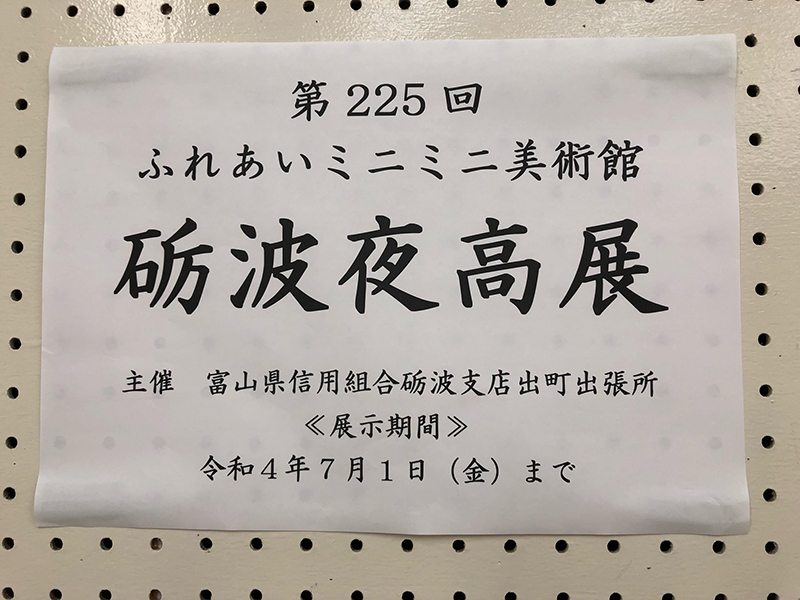 第225回
ふれあいミニミニ美術館
砺波夜高展
主催　富山県信用組合砺波支店出町出張所
≪展示期間≫
令和4年7月1日（金）まで